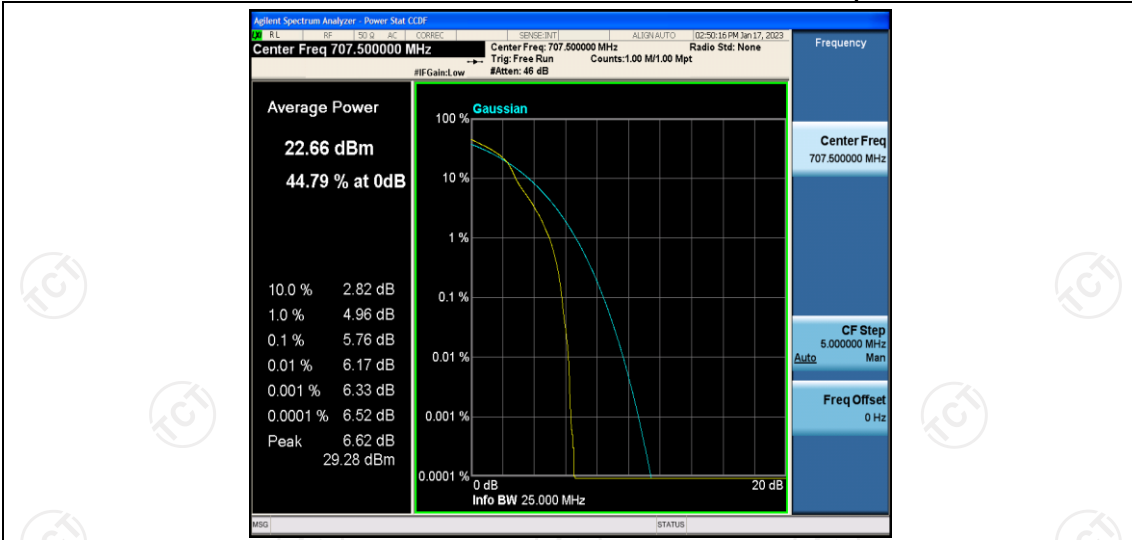 Agilent Spectrum Analyzer - Power Stat CCDF
LXI RL RF 50 Ω AC CORREC SENSE:INT ALIGN AUTO 02:50:16 PM Jan 17, 2023
Center Freq 707.500000 MHz
Center Freq: 707.500000 MHz Radio Std: None
Trig: Free Run Counts:1.00 M/1.00 Mpt
#IFGain:Low #Atten: 46 dB
Frequency
Average Power
22.66 dBm
44.79 % at 0dB
10.0 % 2.82 dB
1.0 % 4.96 dB
0.1 % 5.76 dB
0.01 % 6.17 dB
0.001 % 6.33 dB
0.0001 % 6.52 dB
Peak 6.62 dB
29.28 dBm
Gaussian
100 %
10 %
1 %
0.1 %
0.01 %
0.001 %
0.0001 %
0 dB 20 dB
Info BW 25.000 MHz
Center Freq
707.500000 MHz
CF Step
5.000000 MHz
Auto Man
Freq Offset
0 Hz
MSG STATUS
TCT
TCT
TCT
TCT
TCT
TCT